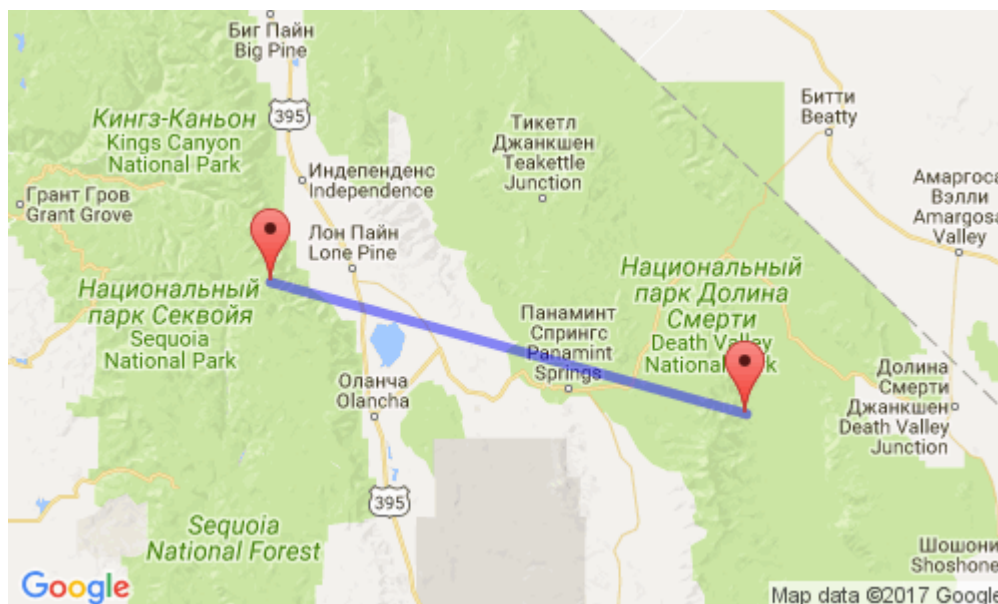 Биг Пайн
Big Pine
395
Кингз-Каньон
Kings Canyon
National Park
Тикетл
Джанкшен
Teakettle
Junction
Битти
Beatty
Индепенденс
Independence
Грант Гров
Grant Grove
Амаргоса
Вэлли
Amargosa
Valley
Лон Пайн
Lone Pine
Национальный
парк Секвойя
Sequoia
National Park
Национальный
парк Долина
Смерти
Death Valley
National Park
Панаминт
Спрингс
Panamint
Springs
Оланча
Olancha
Долина
Смерти
Джанкшен
Death Valley
Junction
395
Sequoia
National Forest
Шошони
Shoshone
Google
Map data ©2017 Google